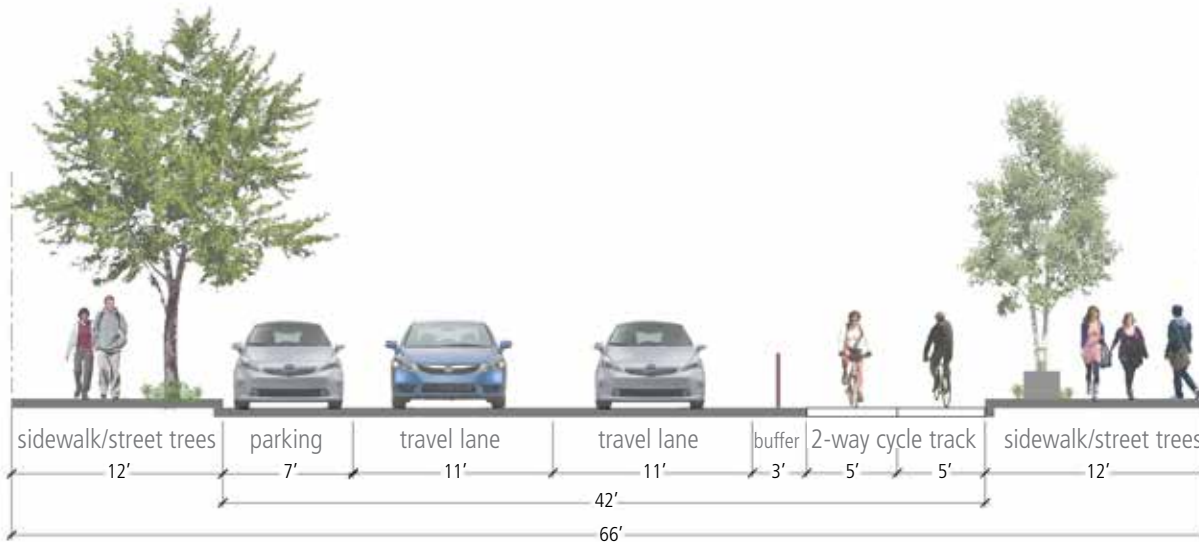 sidewalk/street trees parking travel lane travel lane buffer 2-way cycle track sidewalk/street trees
12’ 7’ 11’ 11’ 3’ 5’ 5’ 12’
42’
66’